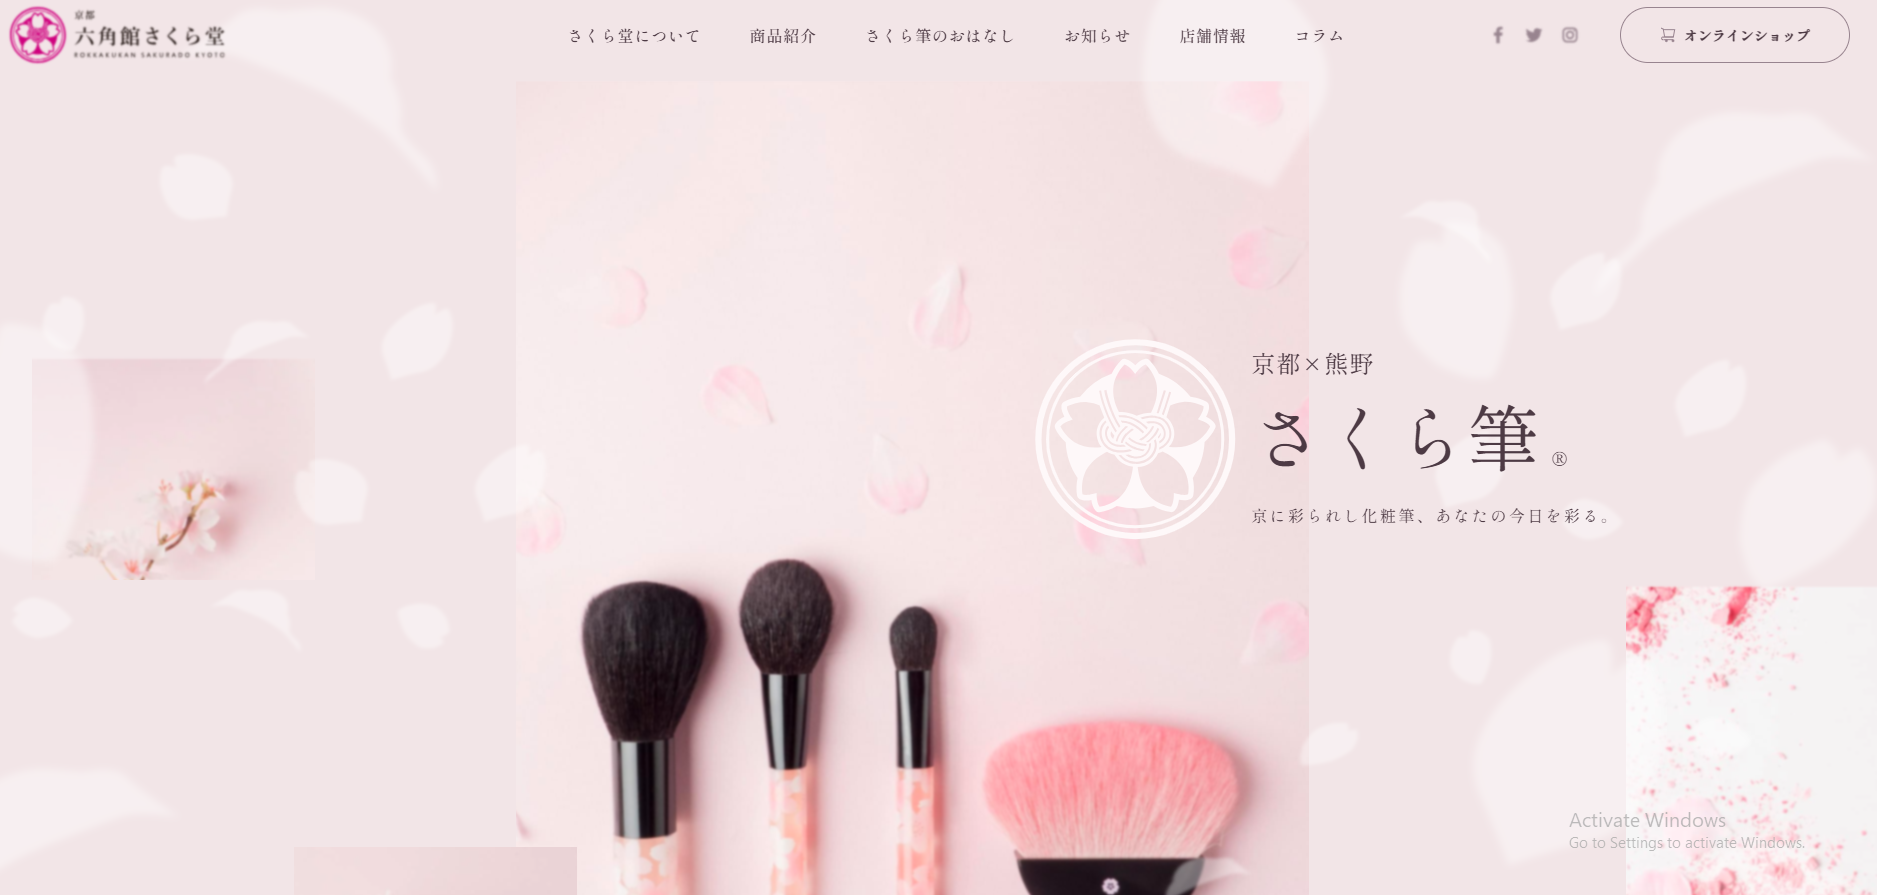 京都
六角館さくら堂
ROKKAKUKAN SAKURADO KYOTO
さくら堂について
商品紹介
さくら筆のおはなし
お知らせ
店舗情報
コラム
オンラインショップ
京都×熊野
さくら筆®
京に彩られし化粧筆、あなたの今日を彩る。
Activate Windows
Go to Settings to activate Windows.